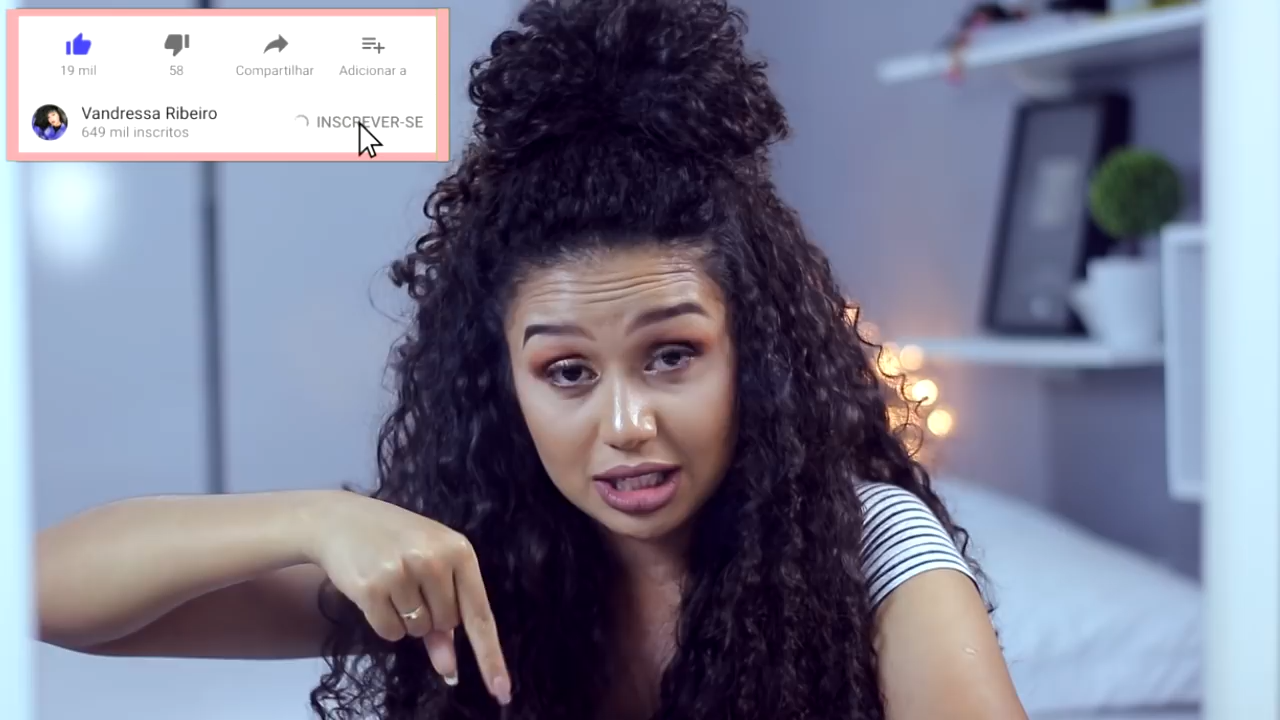 19 mil 58 Compartilhar Adicionar a
Vandressa Ribeiro
649 mil inscritos
INSCREVER-SE